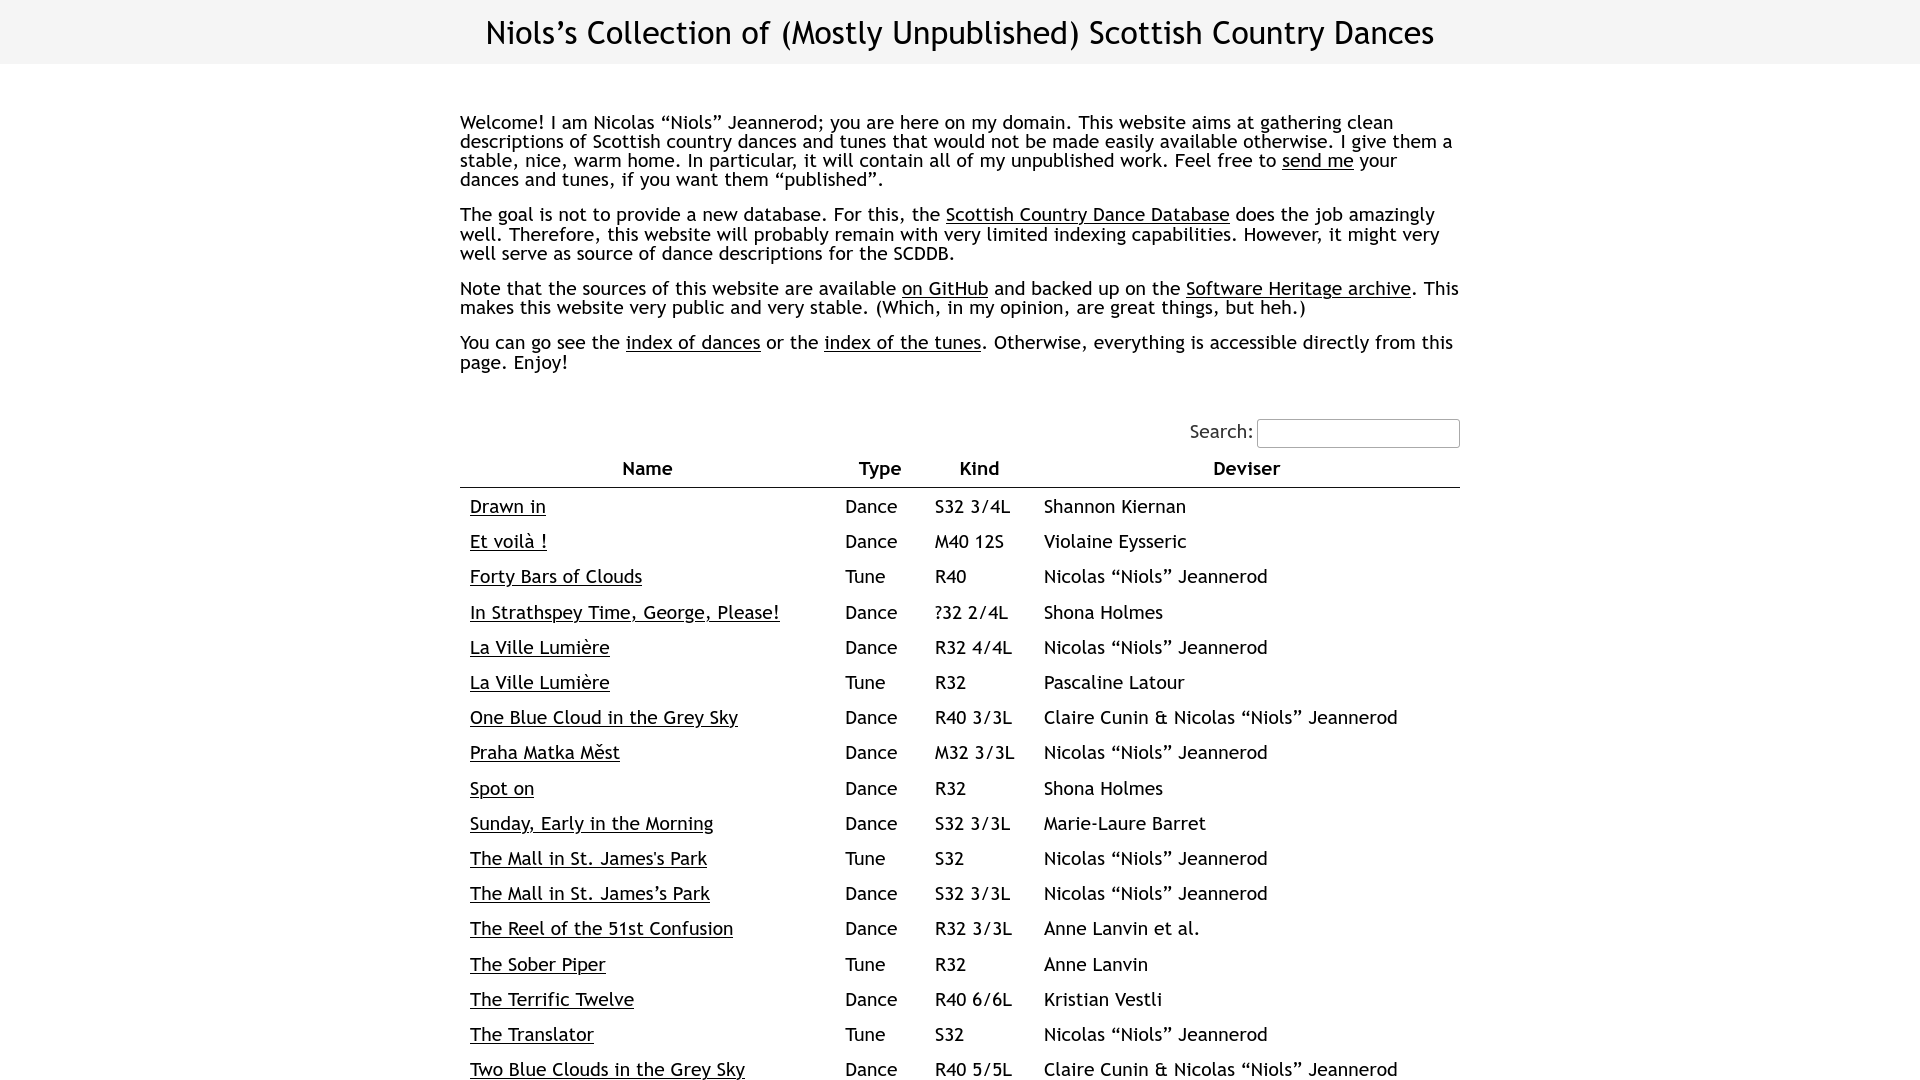 Niols’s Collection of (Mostly Unpublished) Scottish Country Dances
Welcome! I am Nicolas “Niols” Jeannerod; you are here on my domain. This website aims at gathering clean
descriptions of Scottish country dances and tunes that would not be made easily available otherwise. I give them a
stable, nice, warm home. In particular, it will contain all of my unpublished work. Feel free to send me your
dances and tunes, if you want them “published”.
The goal is not to provide a new database. For this, the Scottish Country Dance Database does the job amazingly
well. Therefore, this website will probably remain with very limited indexing capabilities. However, it might very
well serve as source of dance descriptions for the SCDDB.
Note that the sources of this website are available on GitHub and backed up on the Software Heritage archive. This
makes this website very public and very stable. (Which, in my opinion, are great things, but heh.)
You can go see the index of dances or the index of the tunes. Otherwise, everything is accessible directly from this
page. Enjoy!
Search:
Name Type Kind Deviser
Drawn in Dance S32 3/4L Shannon Kiernan
Et voilà ! Dance M40 12S Violaine Eysseric
Forty Bars of Clouds Tune R40 Nicolas “Niols” Jeannerod
In Strathspey Time, George, Please! Dance ?32 2/4L Shona Holmes
La Ville Lumière Dance R32 4/4L Nicolas “Niols” Jeannerod
La Ville Lumière Tune R32 Pascaline Latour
One Blue Cloud in the Grey Sky Dance R40 3/3L Claire Cunin & Nicolas “Niols” Jeannerod
Praha Matka Měst Dance M32 3/3L Nicolas “Niols” Jeannerod
Spot on Dance R32 Shona Holmes
Sunday, Early in the Morning Dance S32 3/3L Marie-Laure Barret
The Mall in St. James's Park Tune S32 Nicolas “Niols” Jeannerod
The Mall in St. James’s Park Dance S32 3/3L Nicolas “Niols” Jeannerod
The Reel of the 51st Confusion Dance R32 3/3L Anne Lanvin et al.
The Sober Piper Tune R32 Anne Lanvin
The Terrific Twelve Dance R40 6/6L Kristian Vestli
The Translator Tune S32 Nicolas “Niols” Jeannerod
Two Blue Clouds in the Grey Sky Dance R40 5/5L Claire Cunin & Nicolas “Niols” Jeannerod